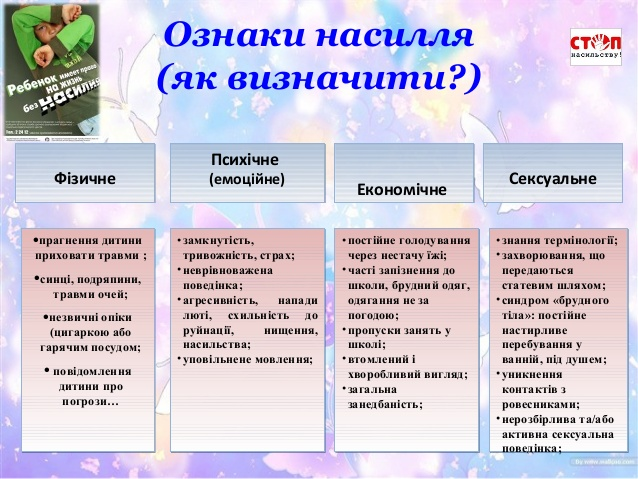 Ознаки насилля
(як визначити?)
Ребенок имеет право
на жизнь
без насилия
СТОП
насильству!
Фізичне
Психічне
(емоційне)
Економічне
Сексуальне
•прагнення дитини
приховати травми ;
•синці, подряпини,
травми очей;
•незвичні опіки
(цигаркою або
гарячим посудом;
• повідомлення
дитини про
погрози…
•замкнутість,
тривожність, страх;
•неврівноважена
поведінка;
•агресивність, напади
люті, схильність до
руйнації, нищення,
насильства;
•уповільнене мовлення;
•постійне голодування
через нестачу їжі;
•часті запізнення до
школи, брудний одяг,
одягання не за
погодою;
•пропуски занять у
школі;
•втомлений і
хворобливий вигляд;
•загальна
занедбаність;
•знання термінології;
•захворювання, що
передаються
статевим шляхом;
•синдром «брудного
тіла»: постійне
настирливе
перебування у
ванній, під душем;
•уникнення
контактів з
ровесниками;
•нерозбірлива та/або
активна сексуальна
поведінка;